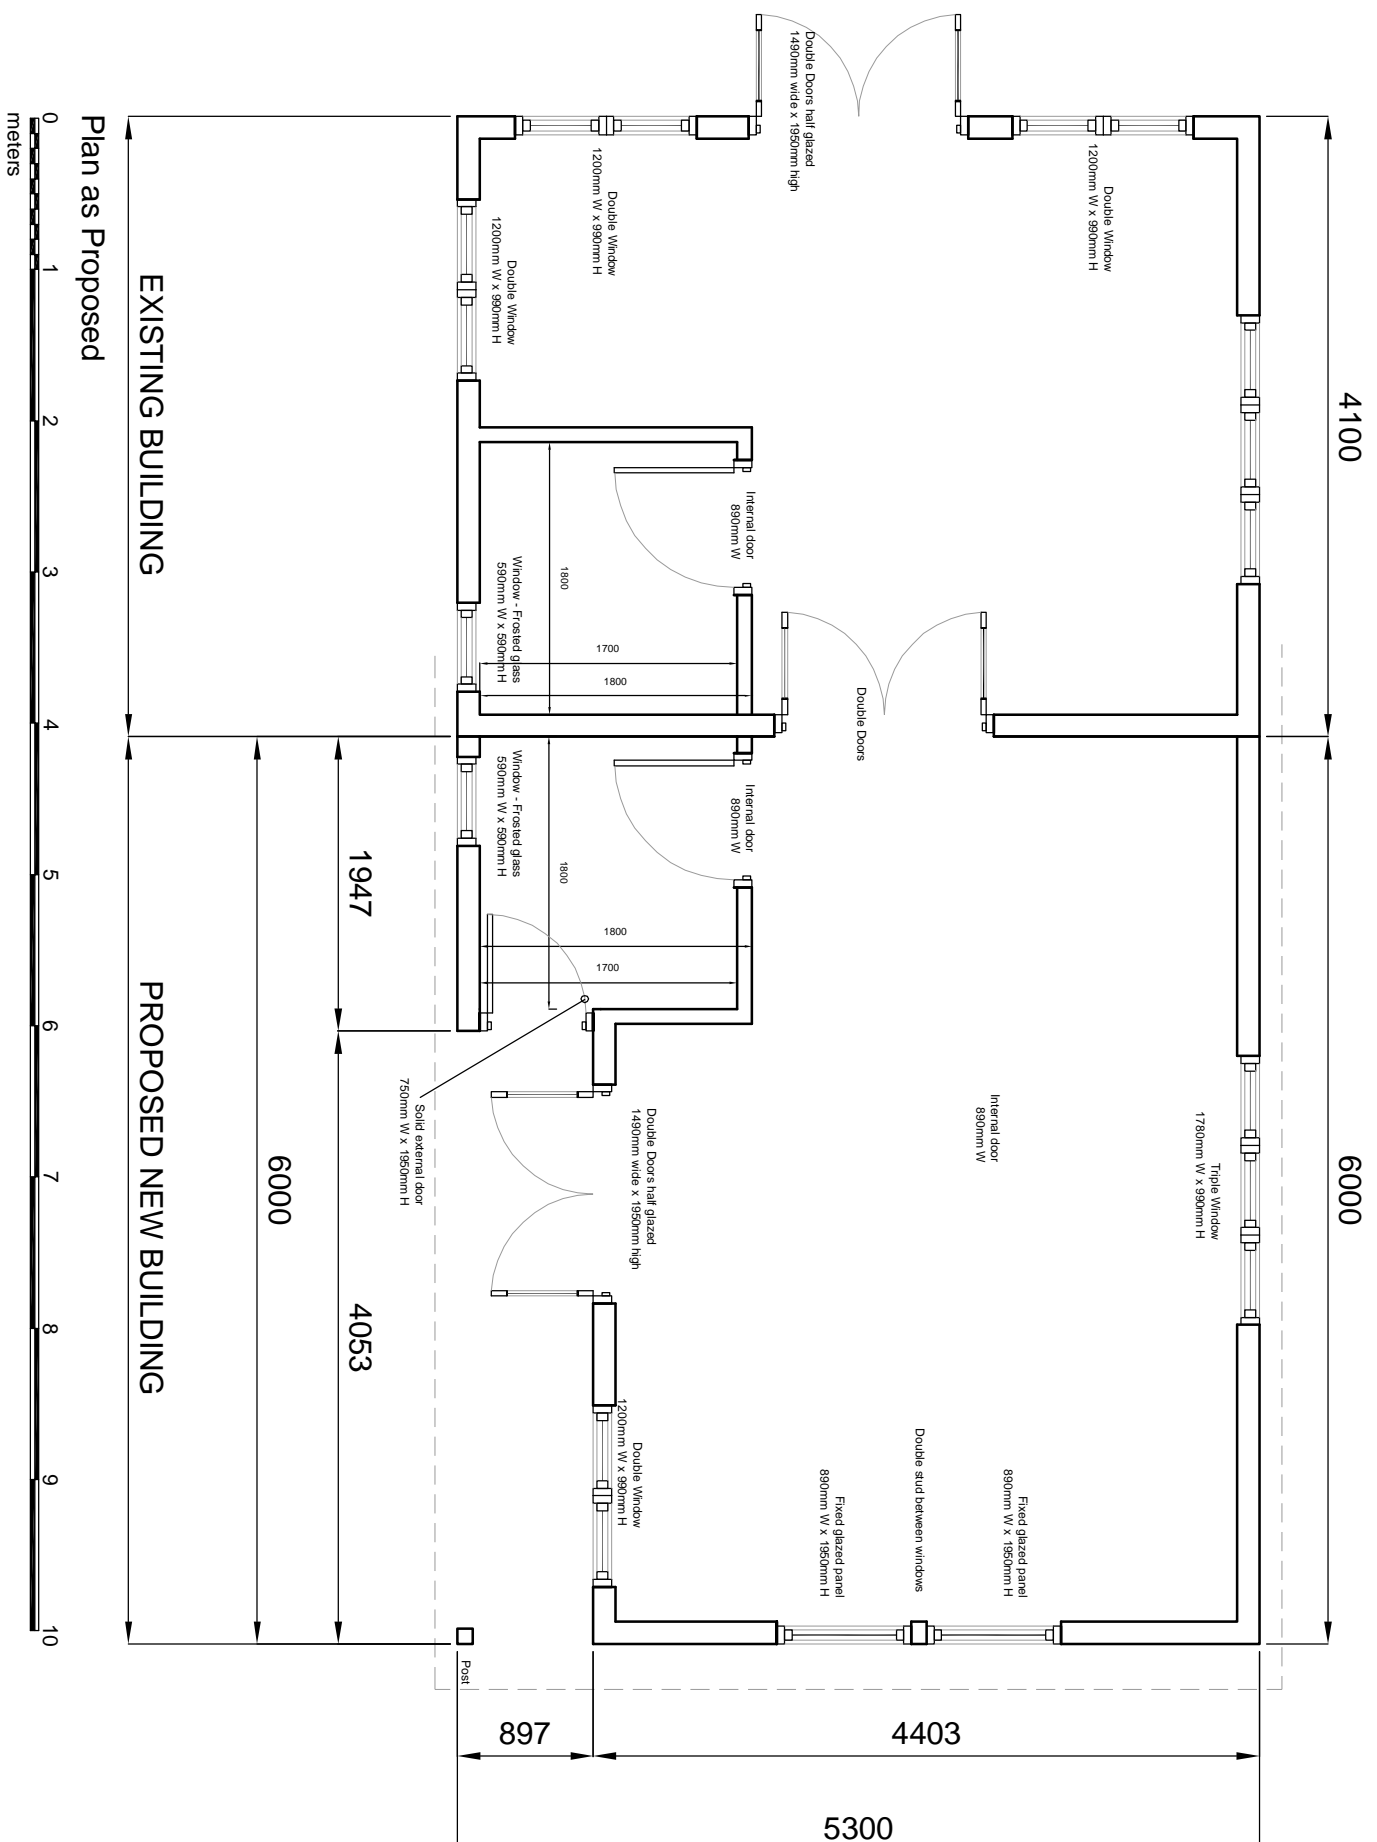 4100
6000
Double Doors half glazed
1490mm wide x 1950mm high
Double Window
1200mm W x 990mm H
Double Window
1200mm W x 990mm H
Double Window
1200mm W x 990mm H
Internal door
890mm W
1800
Window - Frosted glass
590mm W x 590mm H
1700
1800
Double Doors
Internal door
890mm W
Window - Frosted glass
590mm W x 590mm H
1800
1800
1700
Solid external door
750mm W x 1950mm H
Double Doors half glazed
1490mm wide x 1950mm high
Internal door
890mm W
Triple Window
1780mm W x 990mm H
Double Window
1200mm W x 990mm H
Fixed glazed panel
890mm W x 1950mm H
Double stud between windows
Fixed glazed panel
890mm W x 1950mm H
Post
897
4403
5300
1947
4053
6000
EXISTING BUILDING
PROPOSED NEW BUILDING
Plan as Proposed
0 1 2 3 4 5 6 7 8 9 10
meters